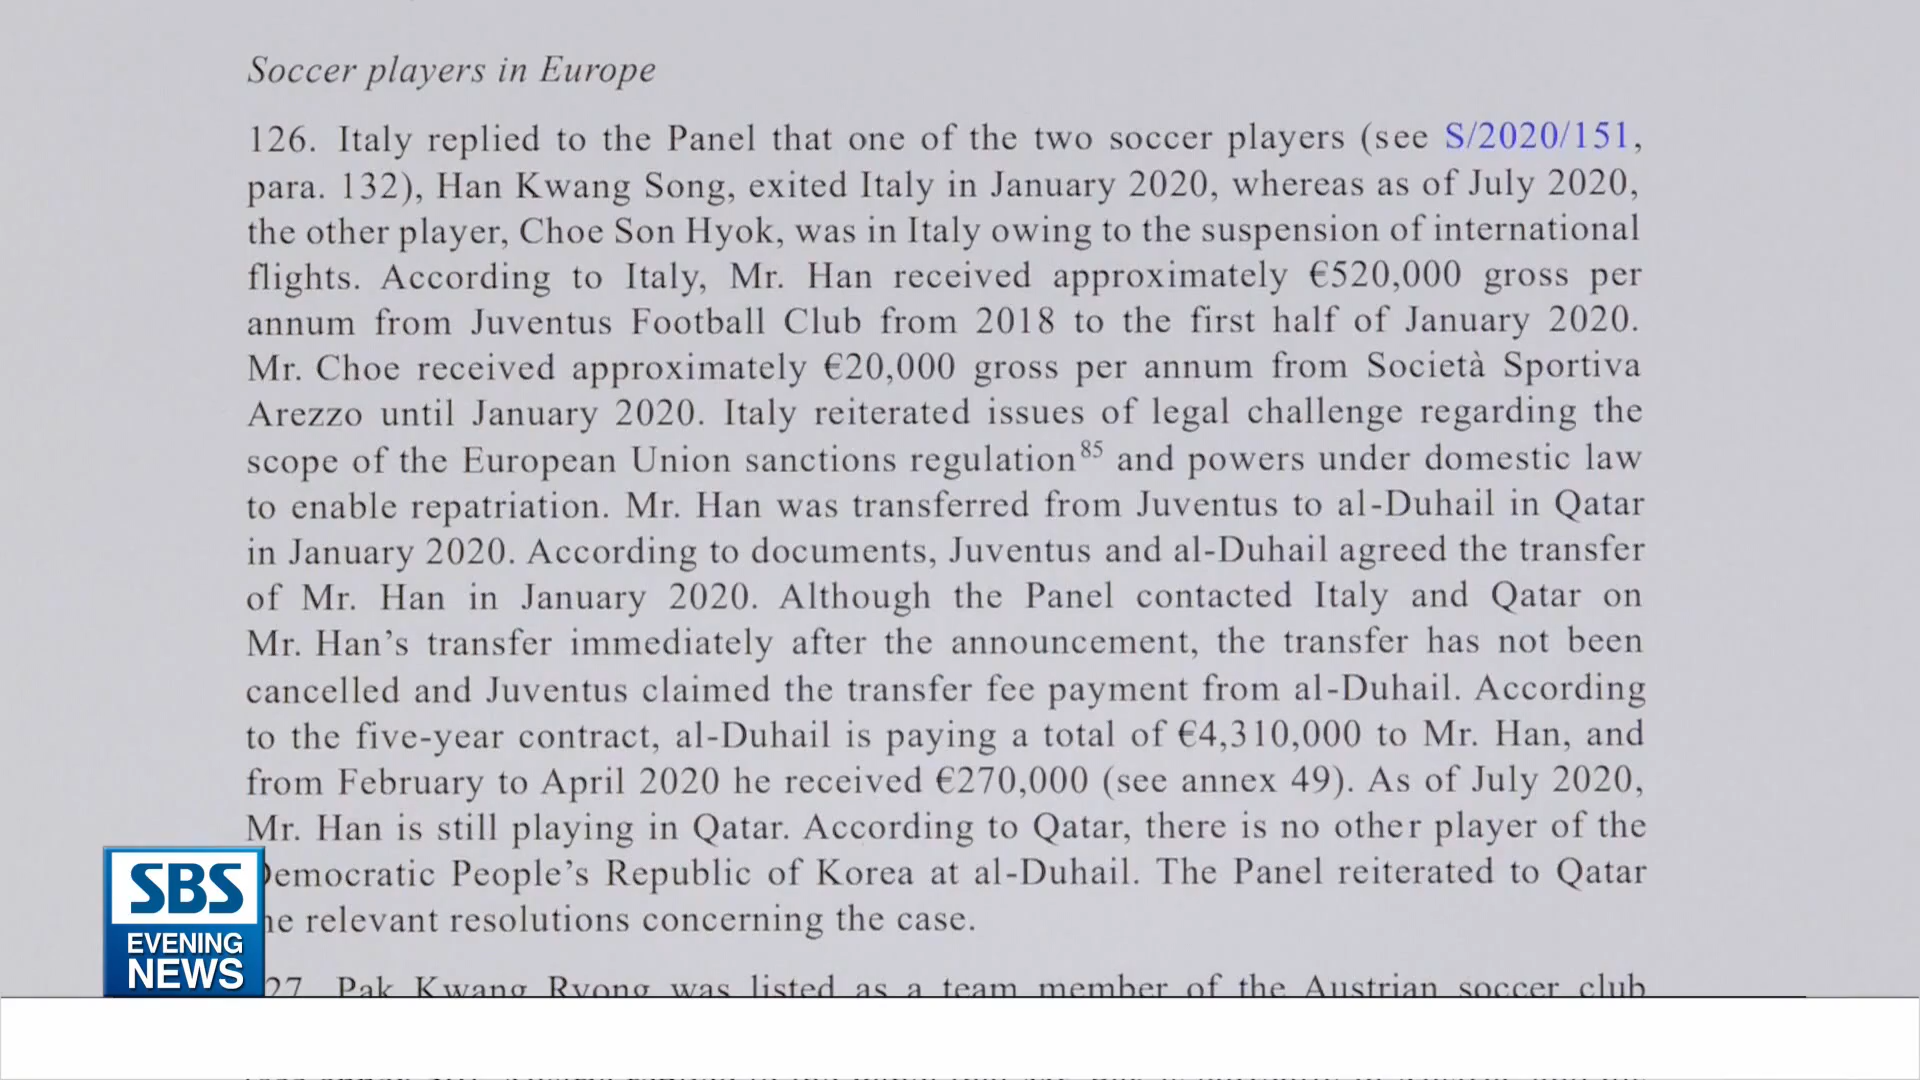 Soccer players in Europe
126. Italy replied to the Panel that one of the two soccer players (see S/2020/151,
para. 132), Han Kwang Song, exited Italy in January 2020, whereas as of July 2020,
the other player, Choe Son Hyok, was in Italy owing to the suspension of international
flights. According to Italy, Mr. Han received approximately €520,000 gross per
annum from Juventus Football Club from 2018 to the first half of January 2020.
Mr. Choe received approximately €20,000 gross per annum from Società Sportiva
Arezzo until January 2020. Italy reiterated issues of legal challenge regarding the
scope of the European Union sanctions regulation85 and powers under domestic law
to enable repatriation. Mr. Han was transferred from Juventus to al-Duhail in Qatar
in January 2020. According to documents, Juventus and al-Duhail agreed the transfer
of Mr. Han in January 2020. Although the Panel contacted Italy and Qatar on
Mr. Han’s transfer immediately after the announcement, the transfer has not been
cancelled and Juventus claimed the transfer fee payment from al-Duhail. According
to the five-year contract, al-Duhail is paying a total of €4,310,000 to Mr. Han, and
from February to April 2020 he received €270,000 (see annex 49). As of July 2020,
Mr. Han is still playing in Qatar. According to Qatar, there is no other player of the
Democratic People’s Republic of Korea at al-Duhail. The Panel reiterated to Qatar
he relevant resolutions concerning the case.
27 Pak Kwang Ryong was listed as a team member of the Austrian soccer club
SBS
EVENING
NEWS